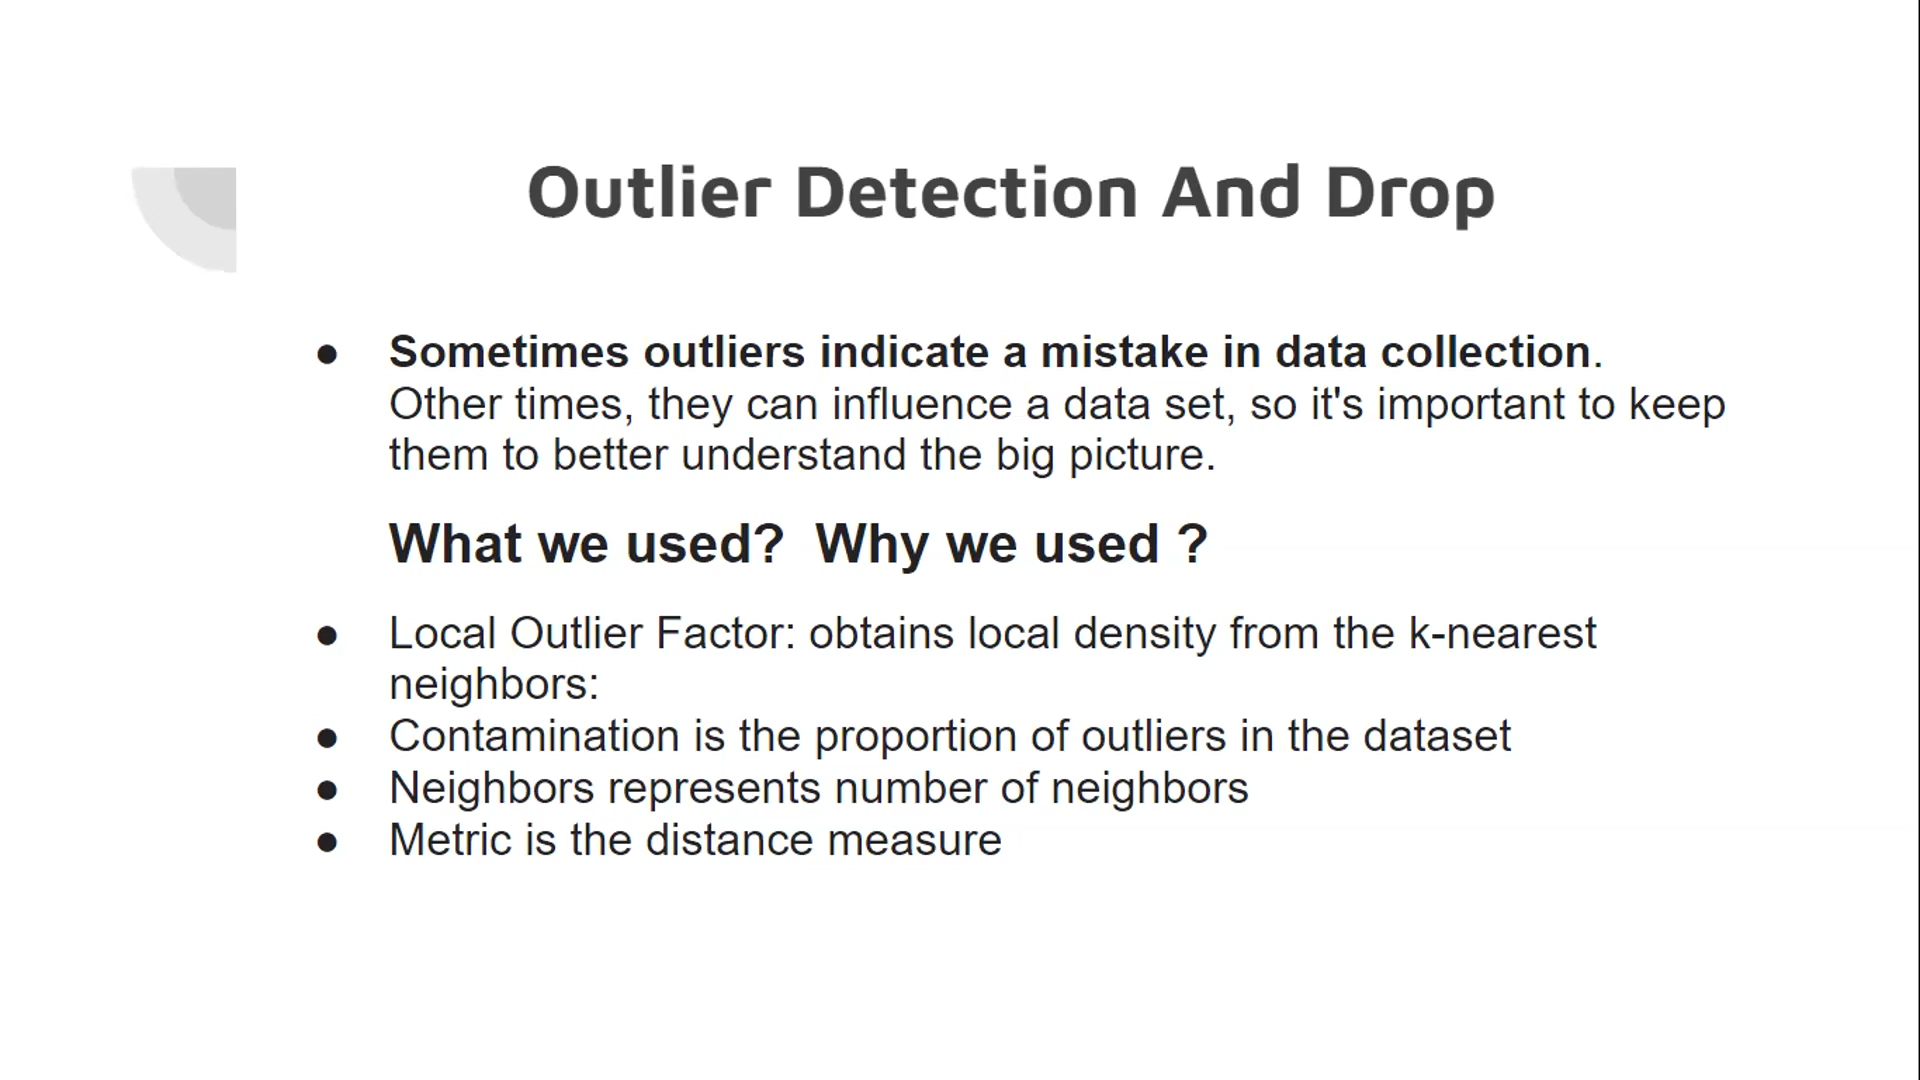 Outlier Detection And Drop
● Sometimes outliers indicate a mistake in data collection.
Other times, they can influence a data set, so it's important to keep
them to better understand the big picture.
What we used?  Why we used ?
● Local Outlier Factor: obtains local density from the k-nearest
neighbors:
● Contamination is the proportion of outliers in the dataset
● Neighbors represents number of neighbors
● Metric is the distance measure